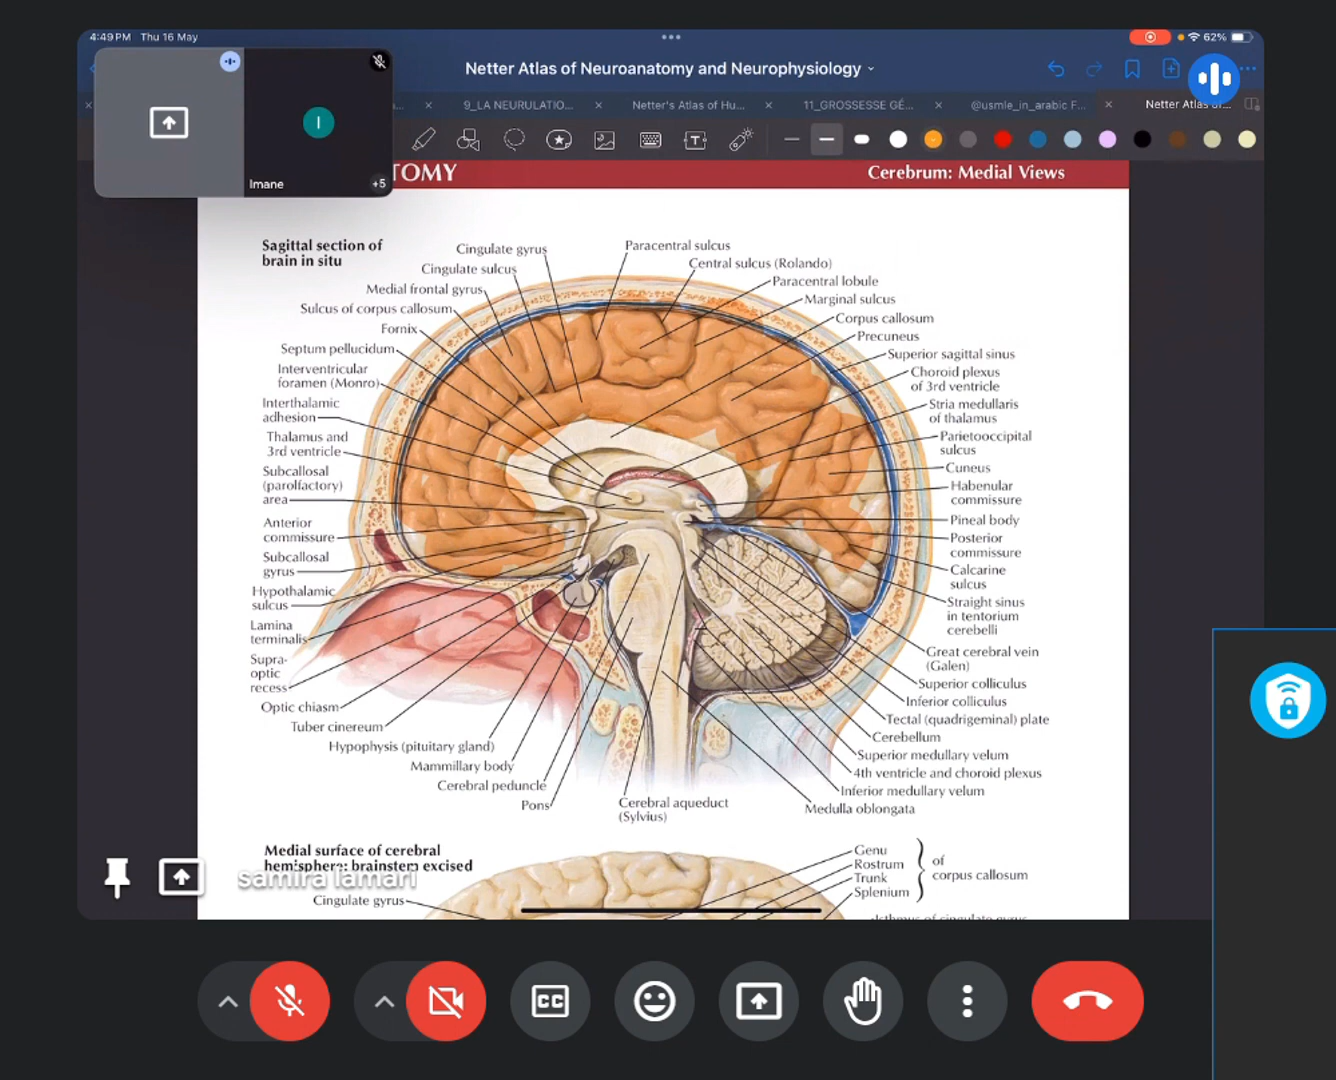 4:49 PM Thu 16 May
62%
Netter Atlas of Neuroanatomy and Neurophysiology
9_LA NEURULATIO...
Netter's Atlas of Hu...
11_GROSSESSE GÉ...
@usmle_in_arabic F...
Netter Atlas of...
Imane
+5
I
TOMY
Cerebrum: Medial Views
Sagittal section of
brain in situ
Cingulate gyrus
Cingulate sulcus
Medial frontal gyrus
Sulcus of corpus callosum
Fornix
Septum pellucidum
Interventricular
foramen (Monro)
Interthalamic
adhesion
Thalamus and
3rd ventricle
Subcallosal
(parolfactory)
area
Anterior
commissure
Subcallosal
gyrus
Hypothalamic
sulcus
Lamina
terminalis
Supra-
optic
recess
Optic chiasm
Tuber cinereum
Hypophysis (pituitary gland)
Mammillary body
Cerebral peduncle
Pons
Cerebral aqueduct
(Sylvius)
Paracentral sulcus
Central sulcus (Rolando)
Paracentral lobule
Marginal sulcus
Corpus callosum
Precuneus
Superior sagittal sinus
Choroid plexus
of 3rd ventricle
Stria medullaris
of thalamus
Parietooccipital
sulcus
Cuneus
Habenular
commissure
Pineal body
Posterior
commissure
Calcarine
sulcus
Straight sinus
in tentorium
cerebelli
Great cerebral vein
(Galen)
Superior colliculus
Inferior colliculus
Tectal (quadrigeminal) plate
Cerebellum
Superior medullary velum
4th ventricle and choroid plexus
Inferior medullary velum
Medulla oblongata
Medial surface of cerebral
hemisphere: brainstem excised
samira lamari
Cingulate gyrus
Genu
Rostrum
Trunk
Splenium
of
corpus callosum
Isthmus of cingulate gyrus
CC